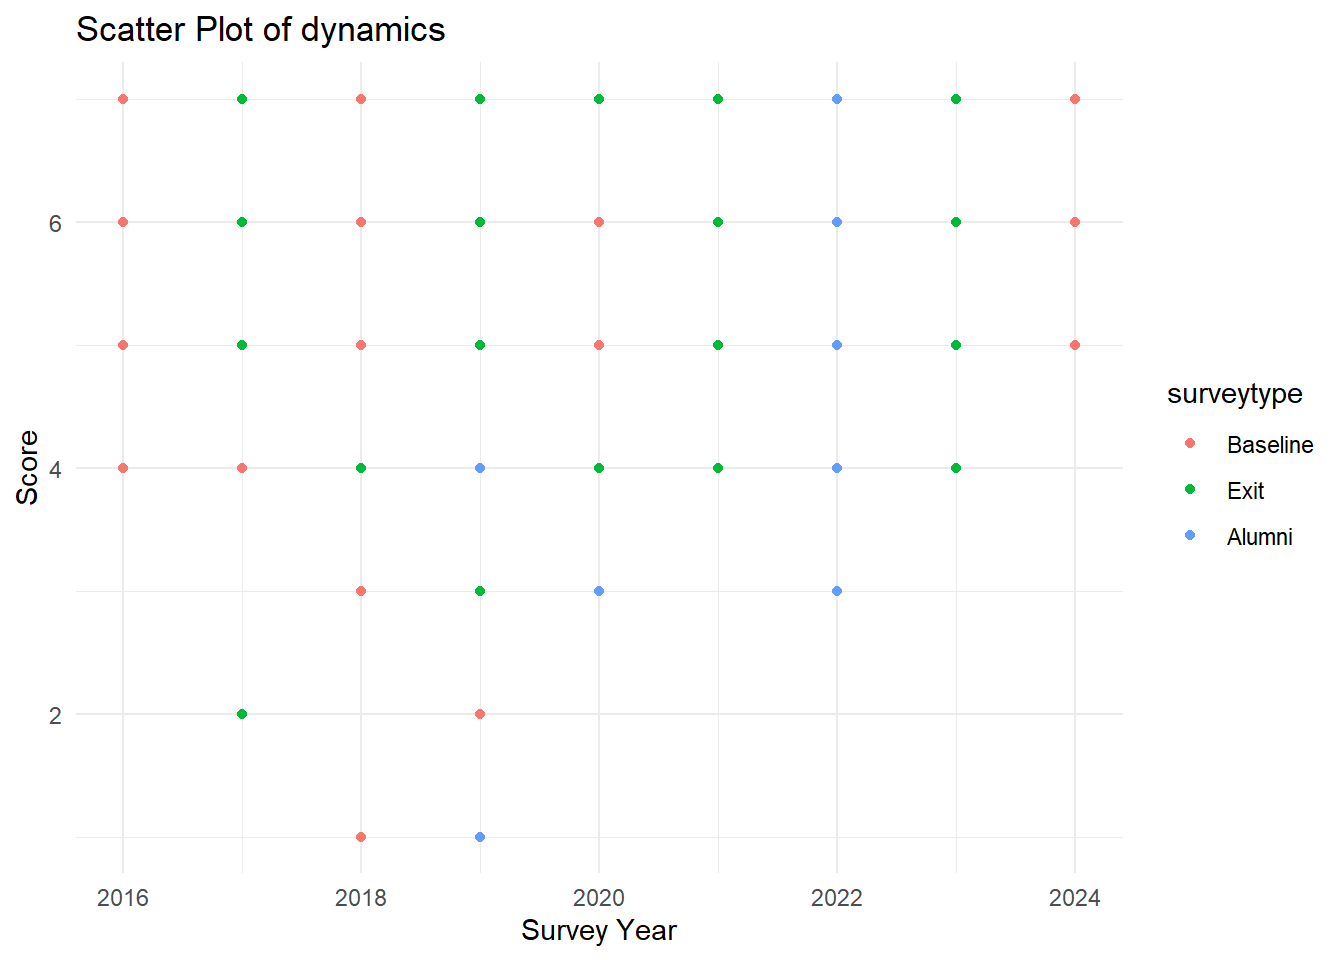 Scatter Plot of dynamics
6
4
2
Score
2016 2018 2020 2022 2024
Survey Year
surveytype
Baseline
Exit
Alumni